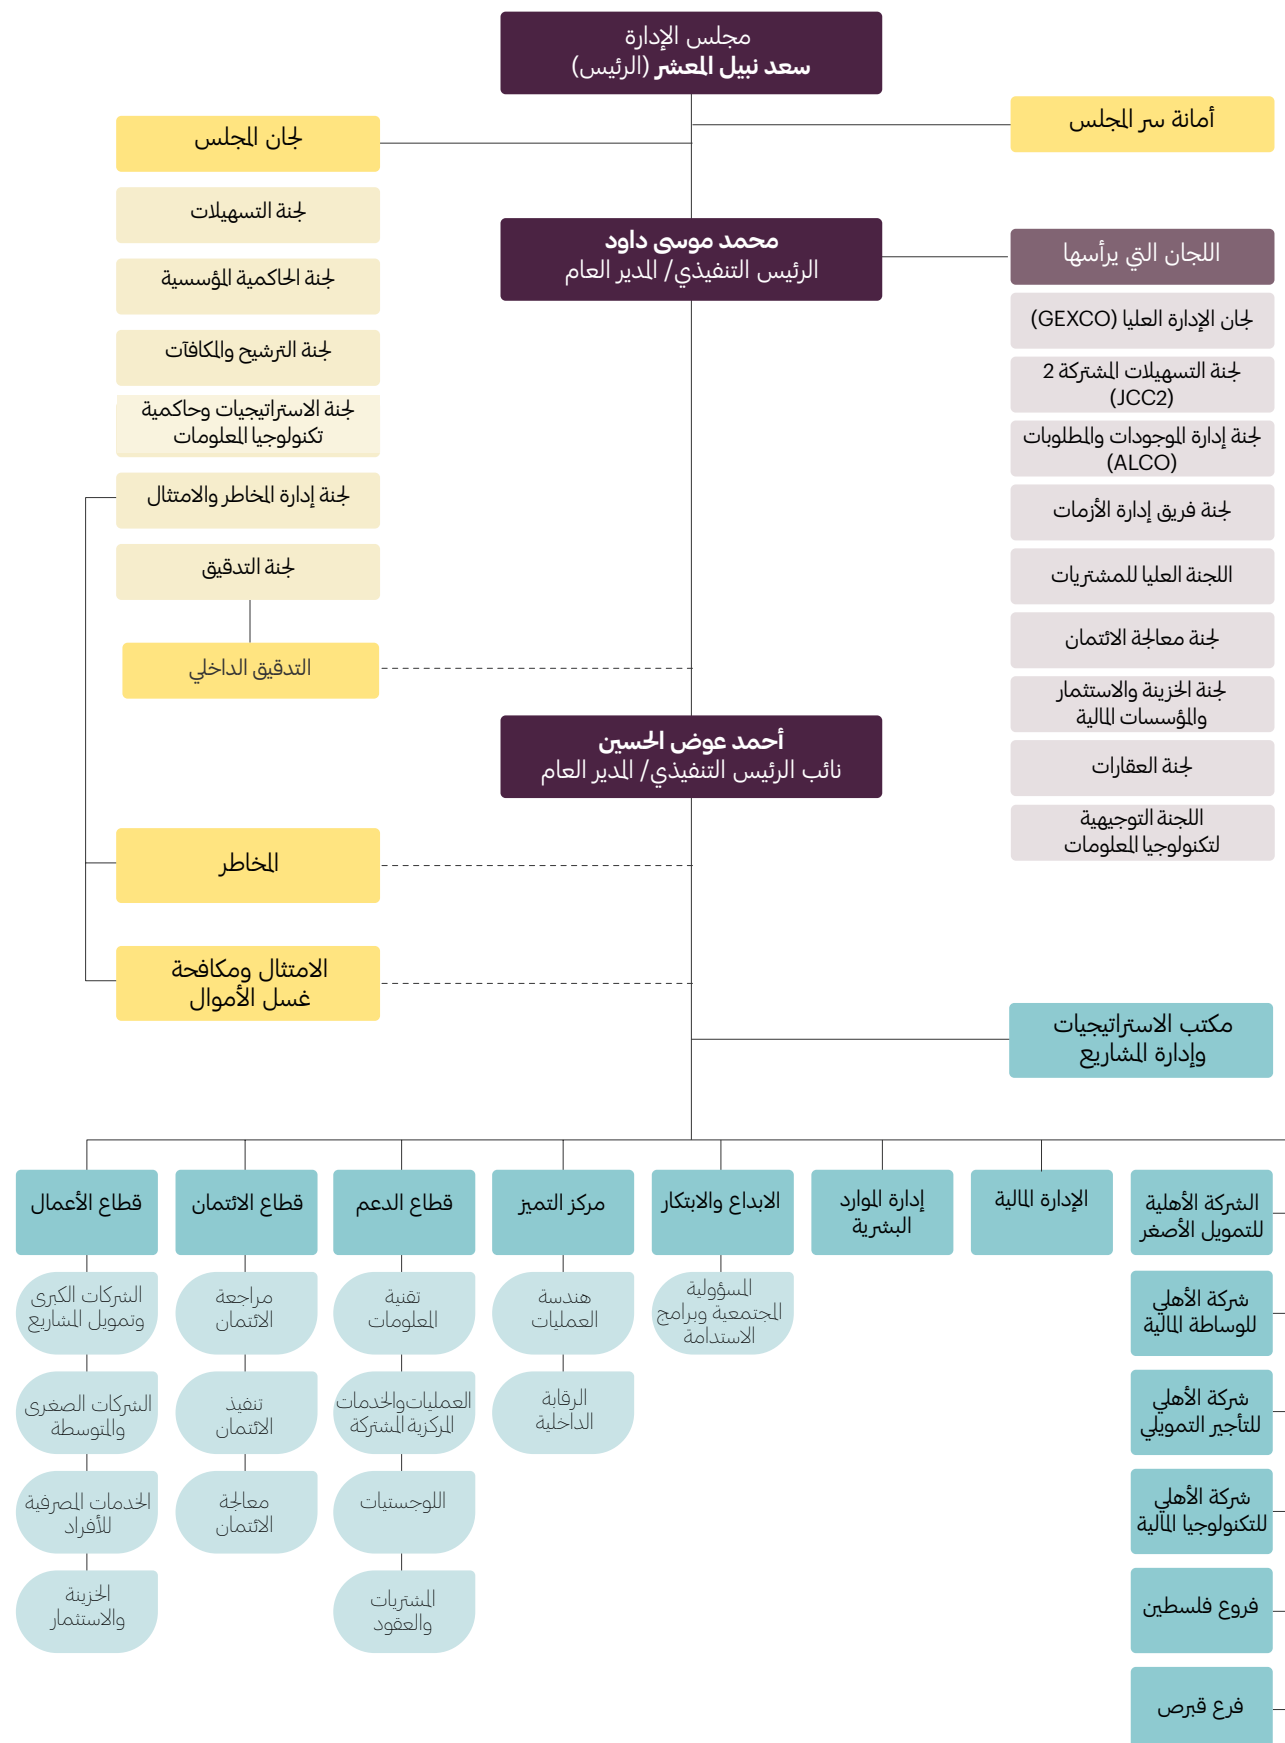 مجلس الإدارة
سعد نبيل المعشر (الرئيس)
أمانة سر المجلس
لجان المجلس
لجنة التسهيلات
لجنة الحاكمية المؤسسية
لجنة الترشيح والمكافآت
لجنة الاستراتيجيات وحاكمية
تكنولوجيا المعلومات
لجنة إدارة المخاطر والامتثال
لجنة التدقيق
التدقيق الداخلي
محمد موسى داود
الرئيس التنفيذي/ المدير العام
اللجان التي يرأسها
لجان الإدارة العليا (GEXCO)
لجنة التسهيلات المشتركة 2
(JCC2)
لجنة إدارة الموجودات والمطلوبات
(ALCO)
لجنة فريق إدارة الأزمات
اللجنة العليا للمشتريات
لجنة معالجة الائتمان
لجنة الخزينة والاستثمار
والمؤسسات المالية
لجنة العقارات
اللجنة التوجيهية
لتكنولوجيا المعلومات
أحمد عوض الحسين
نائب الرئيس التنفيذي/ المدير العام
المخاطر
الامتثال ومكافحة
غسل الأموال
مكتب الاستراتيجيات
وإدارة المشاريع
الشركة الأهلية
للتمويل الأصغر
شركة الأهلي
للوساطة المالية
شركة الأهلي
للتأجير التمويلي
شركة الأهلي
للتكنولوجيا المالية
فروع فلسطين
فرع قبرص
الإدارة المالية
إدارة الموارد
البشرية
الابداع والابتكار
المسؤولية
المجتمعية وبرامج
الاستدامة
مركز التميز
هندسة
العمليات
الرقابة
الداخلية
قطاع الدعم
تقنية
المعلومات
العمليات والخدمات
المركزية المشتركة
اللوجستيات
المشتريات
والعقود
قطاع الائتمان
مراجعة
الائتمان
تنفيذ
الائتمان
معالجة
الائتمان
قطاع الأعمال
الشركات الكبرى
وتمويل المشاريع
الشركات الصغرى
والمتوسطة
الخدمات المصرفية
للأفراد
الخزينة
والاستثمار